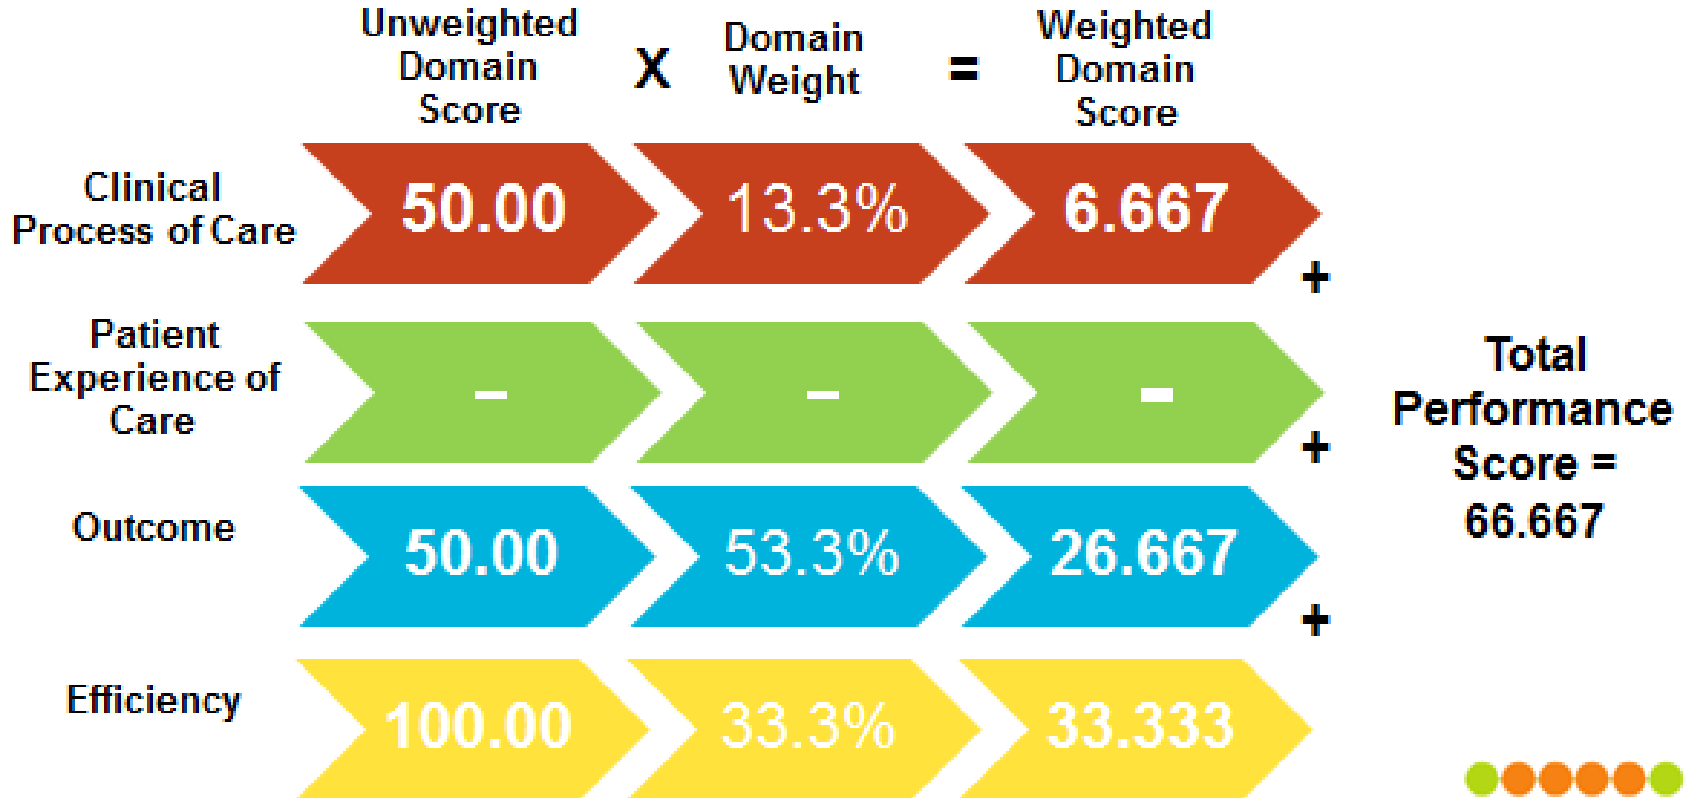 Unweighted
Domain
Score
X
Domain
Weight
=
Weighted
Domain
Score
Clinical
Process of Care
50.00
13.3%
6.667
+
Patient
Experience of
Care
–
–
-
+
Outcome
50.00
53.3%
26.667
+
Efficiency
100.00
33.3%
33.333
Total
Performance
Score =
66.667